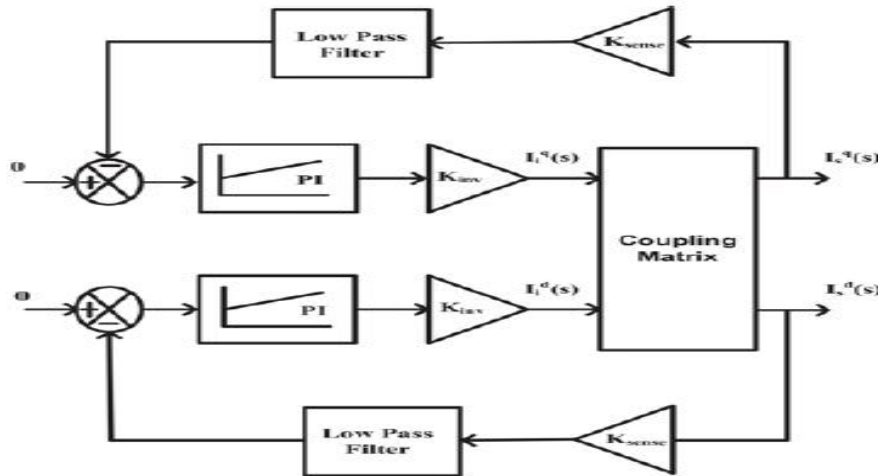 Low Pass
Filter
K_sense
0
−
+
PI
K_inv
I_i^q(s)
I_s^q(s)
Coupling
Matrix
0
+
−
PI
K_inv
I_i^d(s)
I_s^d(s)
Low Pass
Filter
K_sense